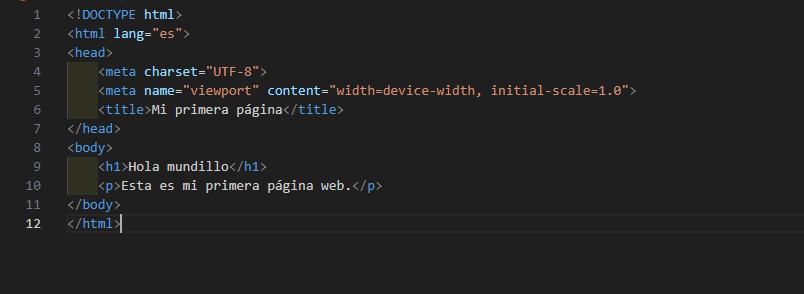 1 <!DOCTYPE html>
2 <html lang="es">
3 <head>
4     <meta charset="UTF-8">
5     <meta name="viewport" content="width=device-width, initial-scale=1.0">
6     <title>Mi primera página</title>
7 </head>
8 <body>
9     <h1>Hola mundillo</h1>
10     <p>Esta es mi primera página web.</p>
11 </body>
12 </html>